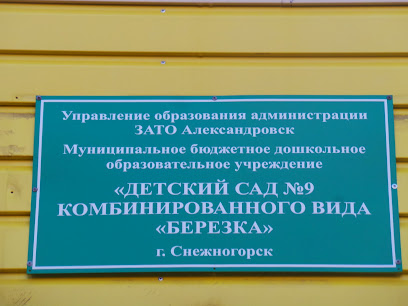 Управление образования администрации
ЗАТО Александровск
Муниципальное бюджетное дошкольное
образовательное учреждение
«ДЕТСКИЙ САД №9
КОМБИНИРОВАННОГО ВИДА
«БЕРЕЗКА»
г. Снежногорск